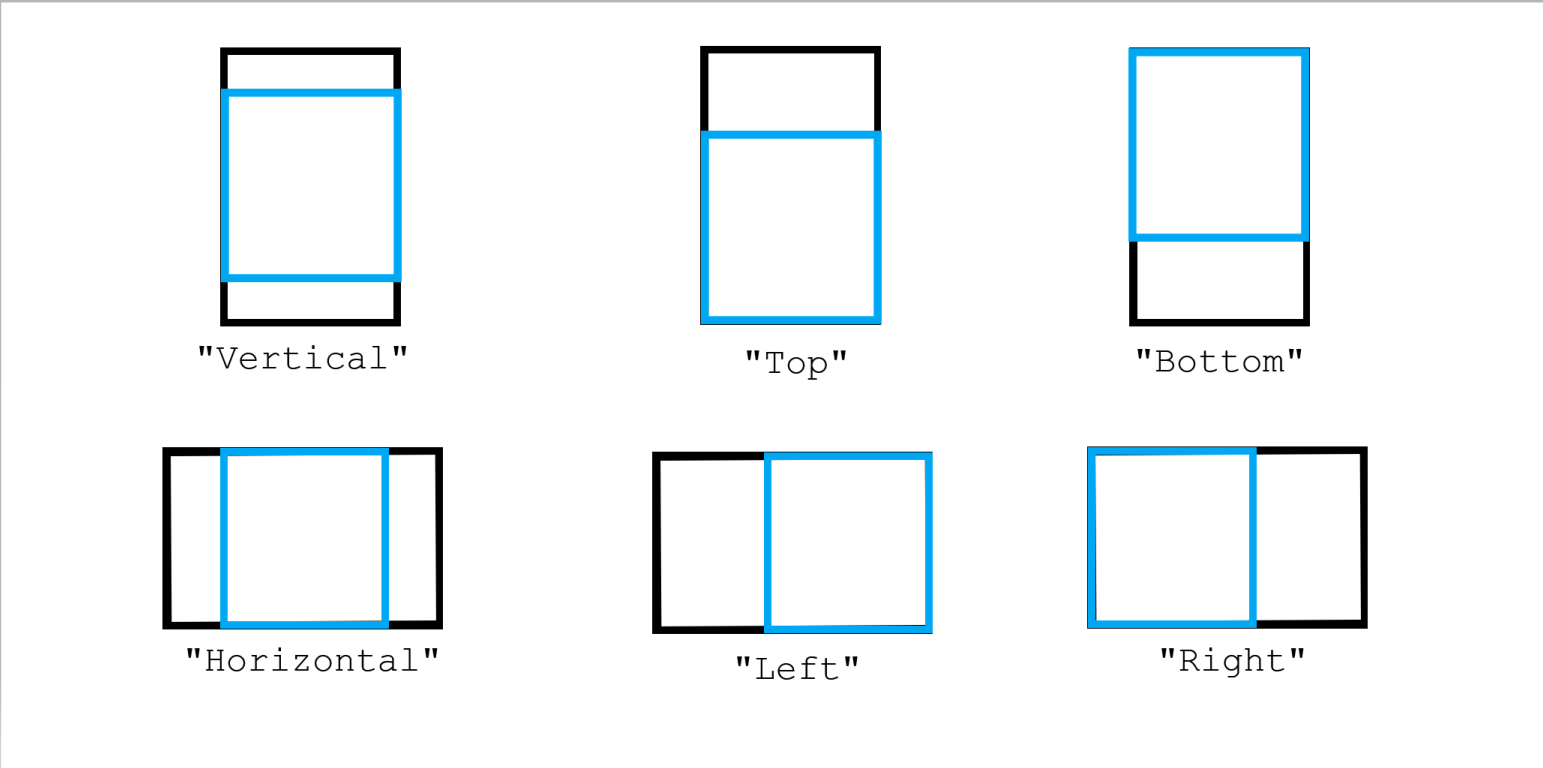 "Vertical"
"Top"
"Bottom"
"Horizontal"
"Left"
"Right"